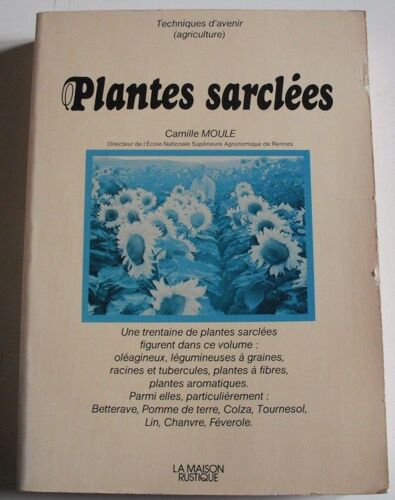 Techniques d'avenir
(agriculture)
Plantes sarclées
Camille MOULE
Directeur de l'École Nationale Supérieure Agronomique de Rennes
Une trentaine de plantes sarclées
figurent dans ce volume :
oléagineux, légumineuses à graines,
racines et tubercules, plantes à fibres,
plantes aromatiques.
Parmi elles, particulièrement :
Betterave, Pomme de terre, Colza, Tournesol,
Lin, Chanvre, Féverole.
LA MAISON
RUSTIQUE